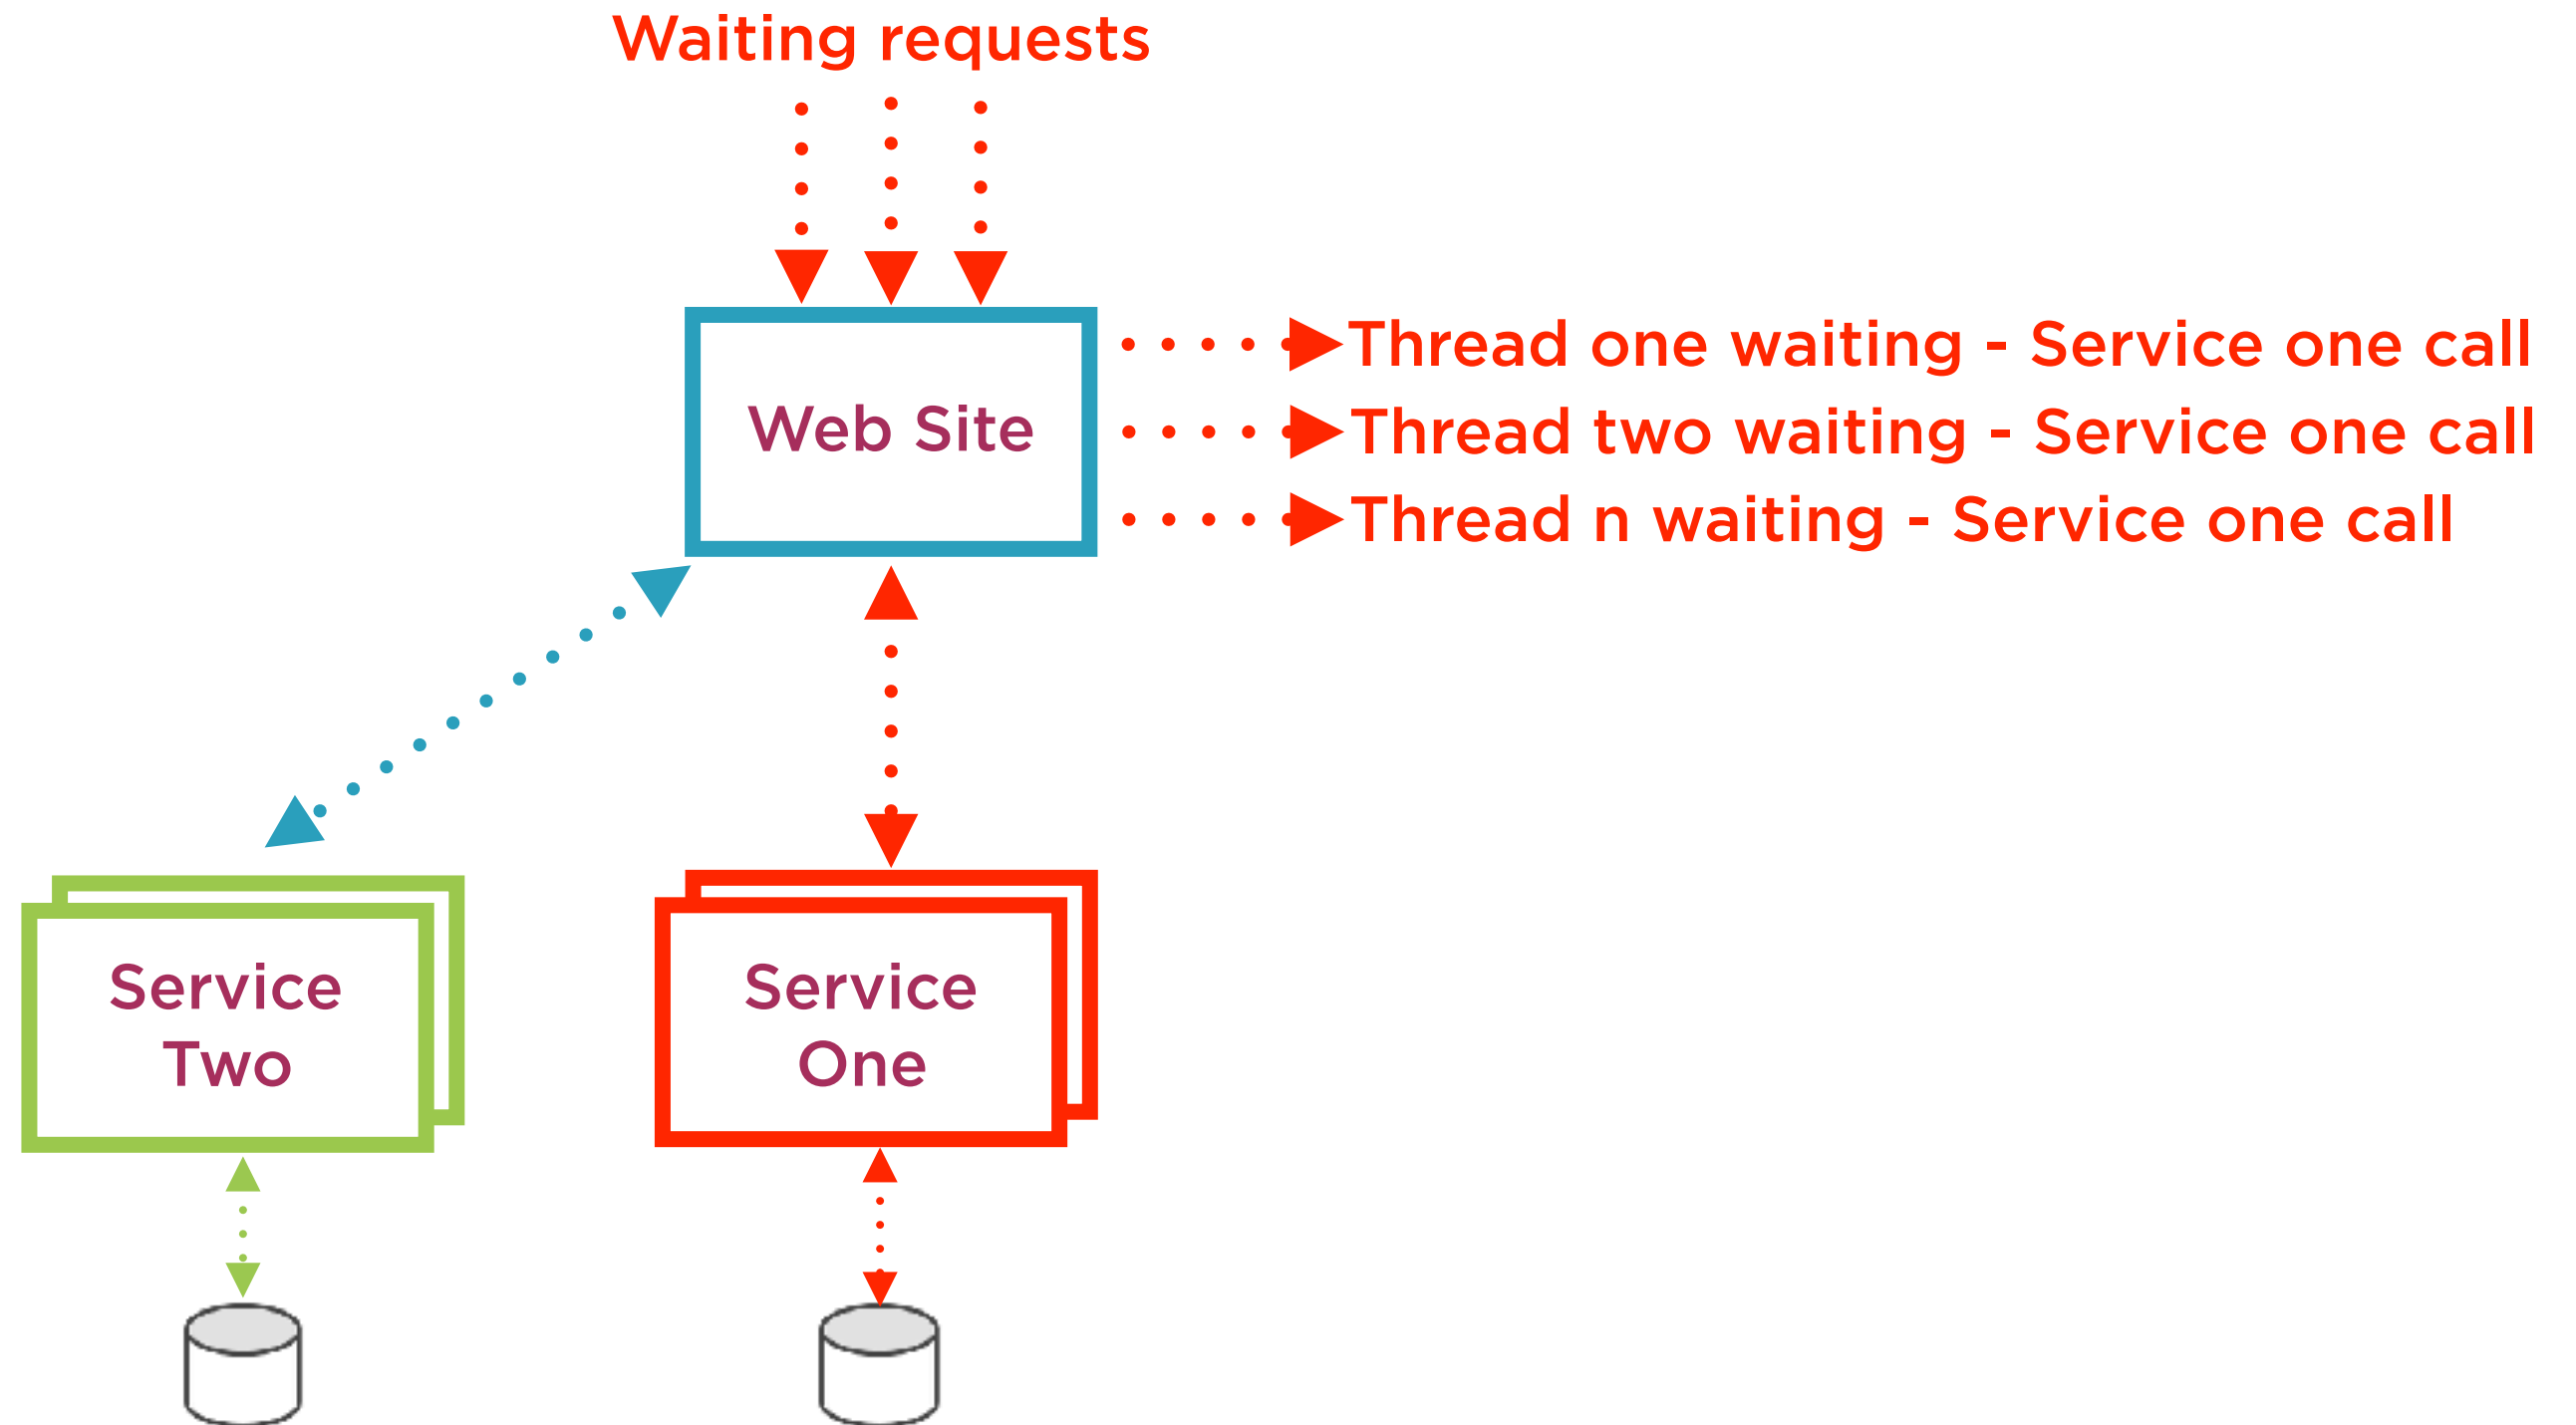 Waiting requests
Thread one waiting - Service one call
Web Site
Thread two waiting - Service one call
Thread n waiting - Service one call
Service
Two
Service
One